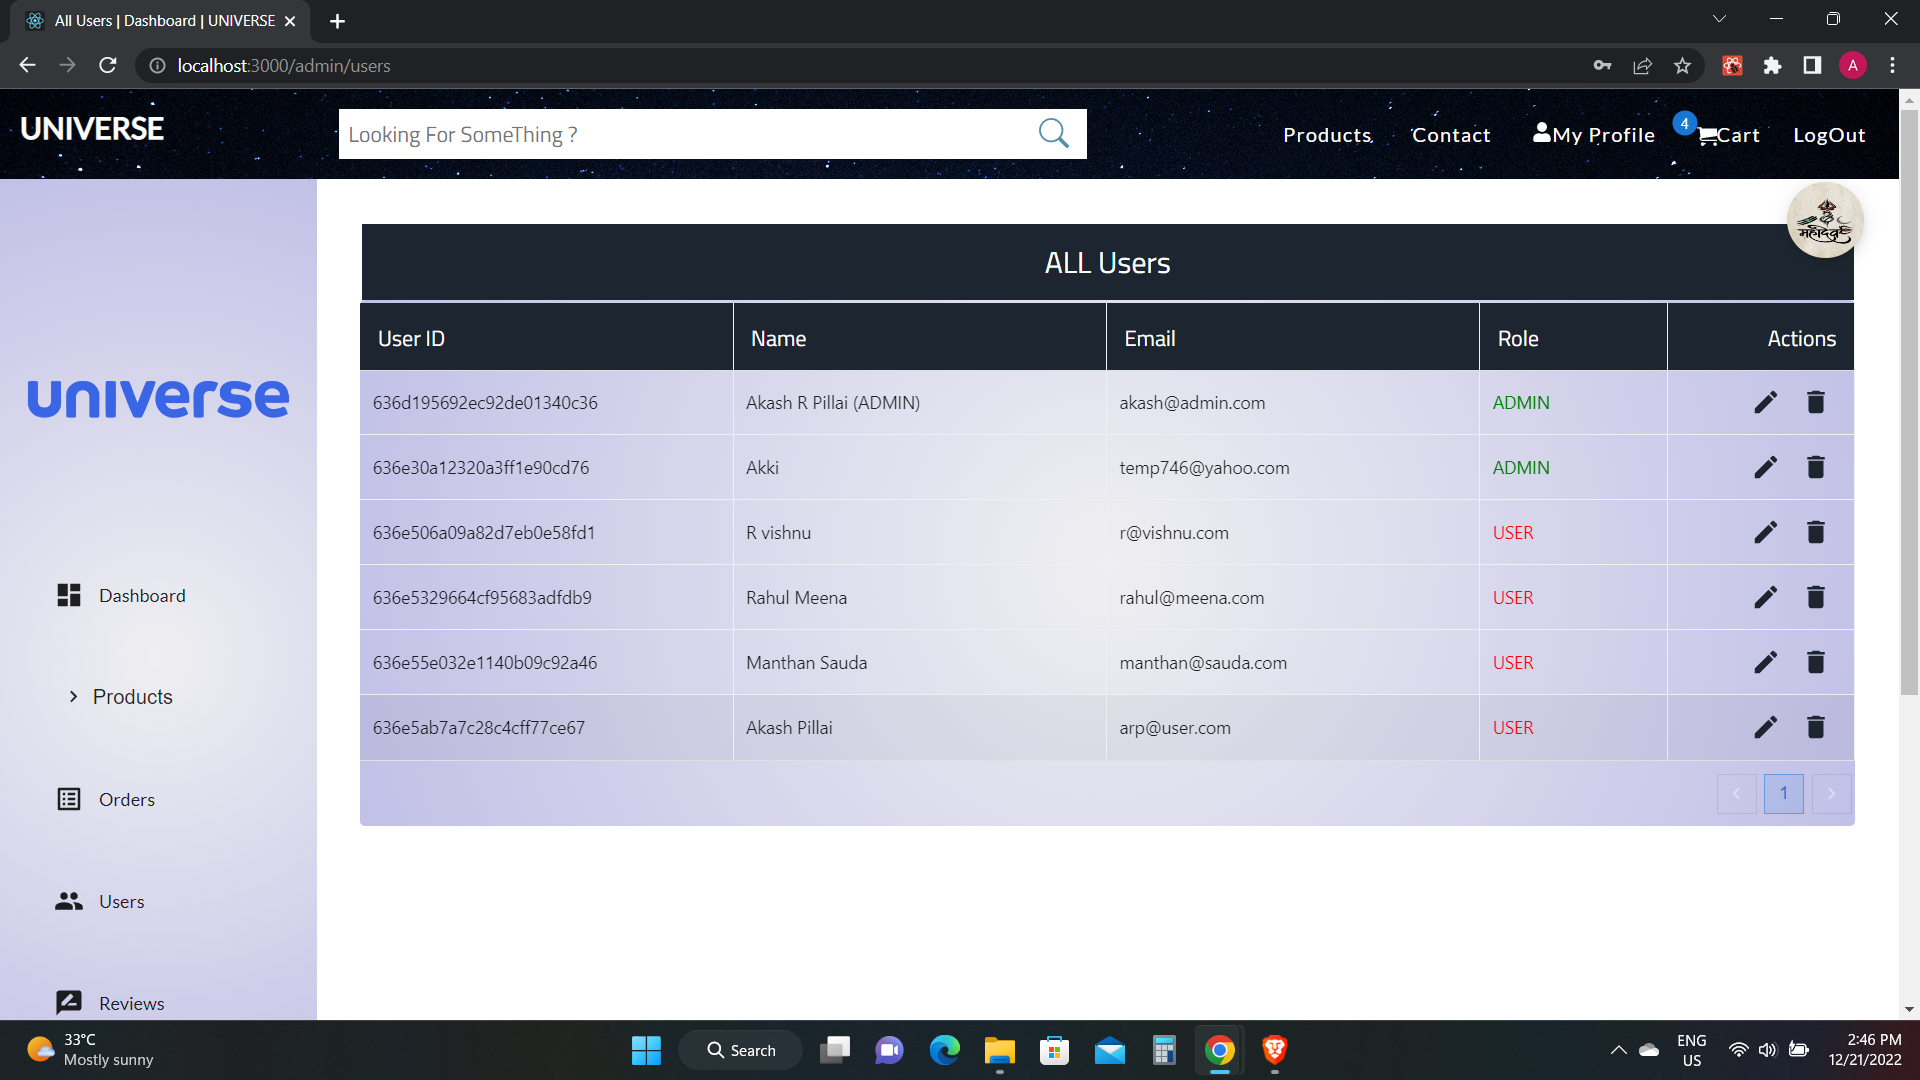 All Users | Dashboard | UNIVERSE
localhost:3000/admin/users
A
UNIVERSE
Looking For SomeThing ?
Products
Contact
My Profile
4
Cart
LogOut
महादेव
universe
Dashboard
Products
Orders
Users
Reviews
ALL Users
User ID Name Email Role Actions
636d195692ec92de01340c36 Akash R Pillai (ADMIN) akash@admin.com ADMIN
636e30a12320a3ff1e90cd76 Akki temp746@yahoo.com ADMIN
636e506a09a82d7eb0e58fd1 R vishnu r@vishnu.com USER
636e5329664cf95683adfdb9 Rahul Meena rahul@meena.com USER
636e55e032e1140b09c92a46 Manthan Sauda manthan@sauda.com USER
636e5ab7a7c28c4cff77ce67 Akash Pillai arp@user.com USER
1
33°C
Mostly sunny
Search
ENG
US
2:46 PM
12/21/2022